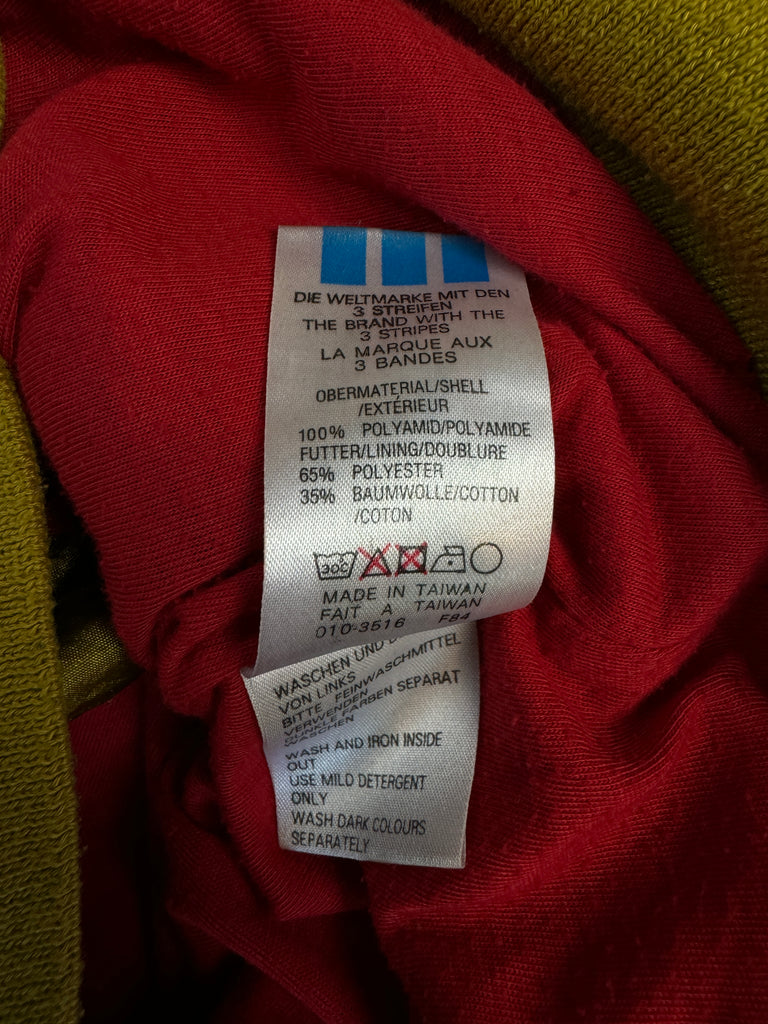 DIE WELTMARKE MIT DEN
3 STREIFEN
THE BRAND WITH THE
3 STRIPES
LA MARQUE AUX
3 BANDES
OBERMATERIAL/SHELL
/EXTÉRIEUR
100% POLYAMID/POLYAMIDE
FUTTER/LINING/DOUBLURE
65% POLYESTER
35% BAUMWOLLE/COTTON
/COTON
30C
MADE IN TAIWAN
FAIT A TAIWAN
010-3516 F84
WASCHEN UND
VON LINKS
BITTE FEINWASCHMITTEL
VERWENDEN
DUNKLE FARBEN SEPARAT
WASCHEN
WASH AND IRON INSIDE
OUT
USE MILD DETERGENT
ONLY
WASH DARK COLOURS
SEPARATELY